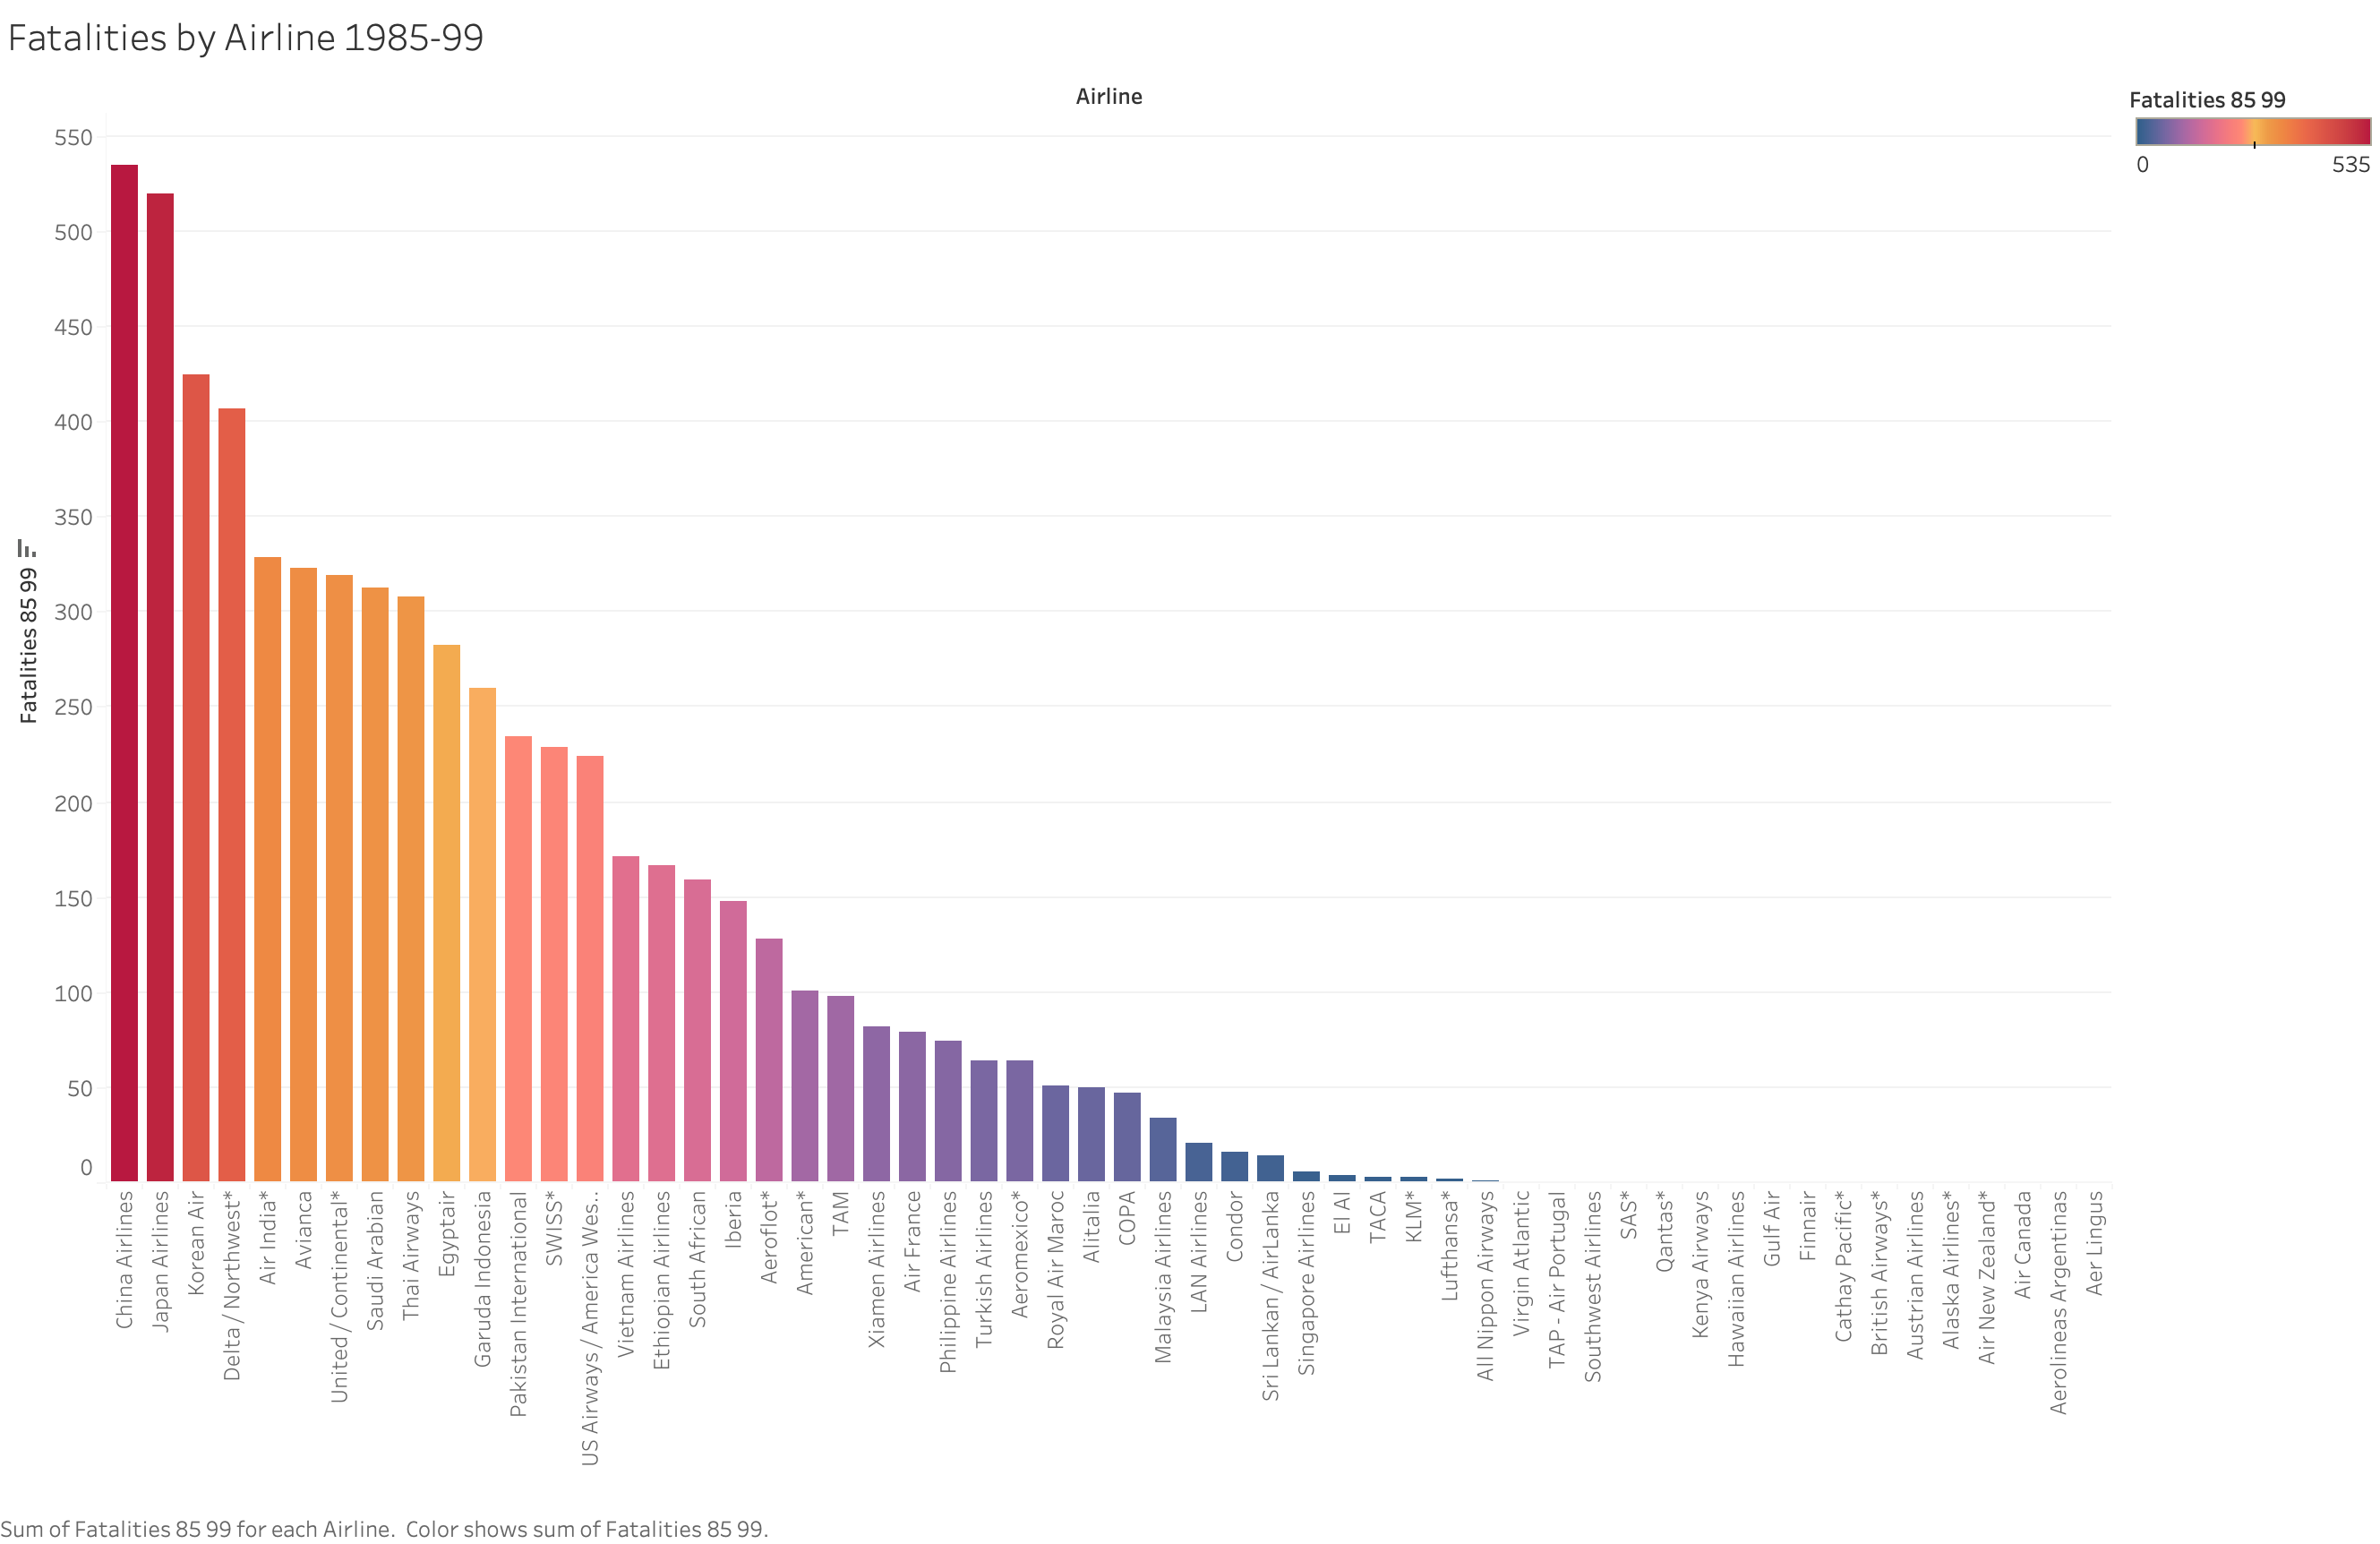 Fatalities by Airline 1985-99
Airline
Fatalities 85 99
0
535
Fatalities 85 99
550
500
450
400
350
300
250
200
150
100
50
0
China Airlines
Japan Airlines
Korean Air
Delta / Northwest*
Air India*
Avianca
United / Continental*
Saudi Arabian
Thai Airways
Egyptair
Garuda Indonesia
Pakistan International
SWISS*
US Airways / America Wes..
Vietnam Airlines
Ethiopian Airlines
South African
Iberia
Aeroflot*
American*
TAM
Xiamen Airlines
Air France
Philippine Airlines
Turkish Airlines
Aeromexico*
Royal Air Maroc
Alitalia
COPA
Malaysia Airlines
LAN Airlines
Condor
Sri Lankan / AirLanka
Singapore Airlines
El Al
TACA
KLM*
Lufthansa*
All Nippon Airways
Virgin Atlantic
TAP - Air Portugal
Southwest Airlines
SAS*
Qantas*
Kenya Airways
Hawaiian Airlines
Gulf Air
Finnair
Cathay Pacific*
British Airways*
Austrian Airlines
Alaska Airlines*
Air New Zealand*
Air Canada
Aerolineas Argentinas
Aer Lingus
Sum of Fatalities 85 99 for each Airline.  Color shows sum of Fatalities 85 99.